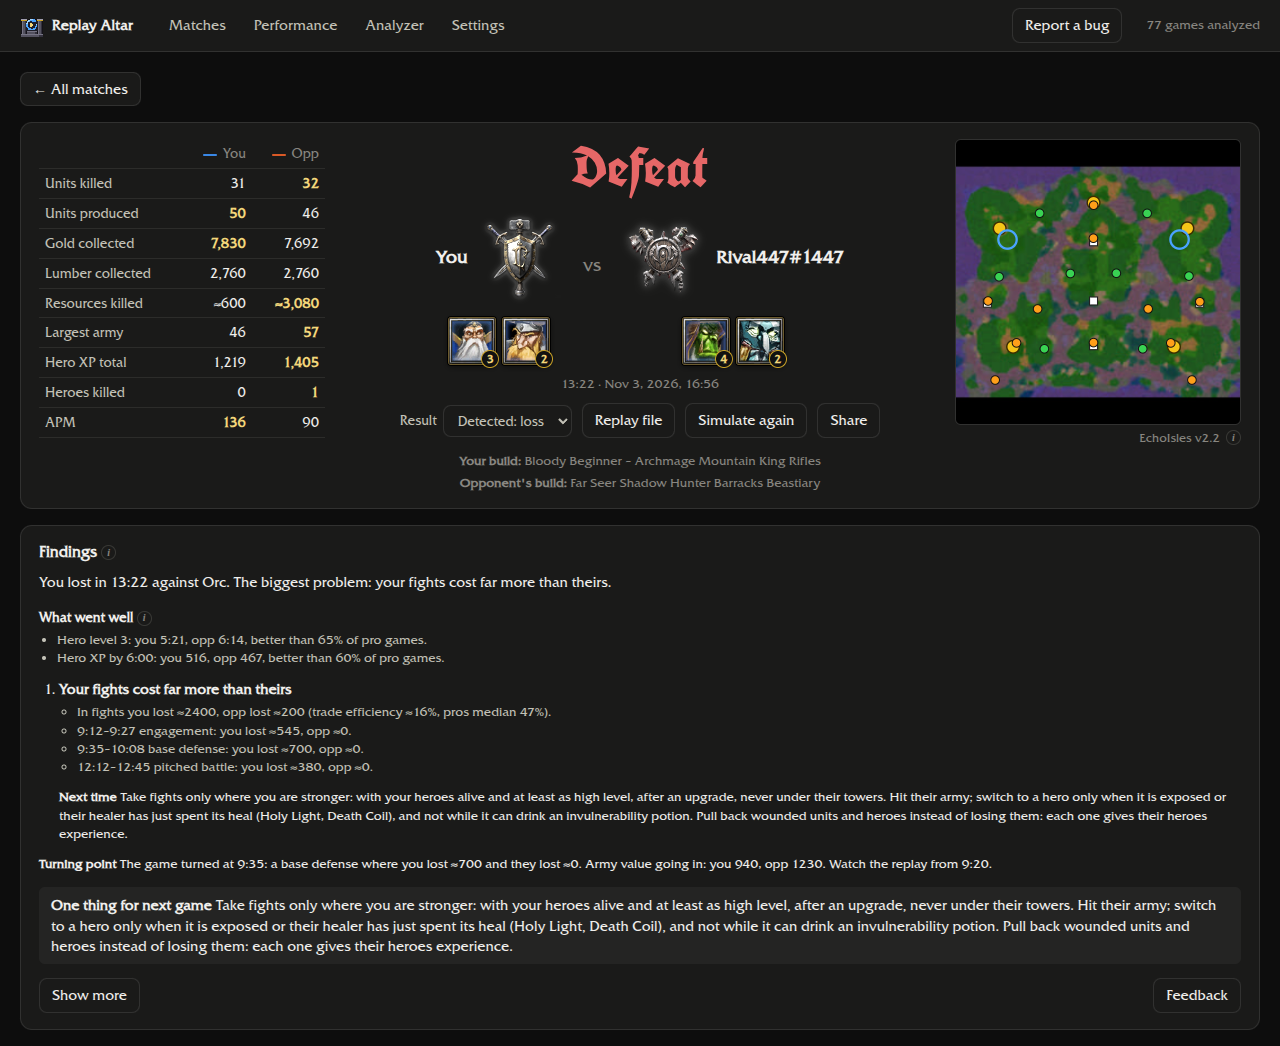 Replay Altar Matches Performance Analyzer Settings Report a bug 77 games analyzed
← All matches
You Opp
Units killed 31 32
Units produced 50 46
Gold collected 7,830 7,692
Lumber collected 2,760 2,760
Resources killed ≈600 ≈3,080
Largest army 46 57
Hero XP total 1,219 1,405
Heroes killed 0 1
APM 136 90
Defeat
You vs Rival447#1447
3 2 4 2
13:22 · Nov 3, 2026, 16:56
Result Detected: loss Replay file Simulate again Share
Your build: Bloody Beginner – Archmage Mountain King Rifles
Opponent's build: Far Seer Shadow Hunter Barracks Beastiary
EchoIsles v2.2 i
Findings i
You lost in 13:22 against Orc. The biggest problem: your fights cost far more than theirs.
What went well i
• Hero level 3: you 5:21, opp 6:14, better than 65% of pro games.
• Hero XP by 6:00: you 516, opp 467, better than 60% of pro games.
1. Your fights cost far more than theirs
◦ In fights you lost ≈2400, opp lost ≈200 (trade efficiency ≈16%, pros median 47%).
◦ 9:12–9:27 engagement: you lost ≈545, opp ≈0.
◦ 9:35–10:08 base defense: you lost ≈700, opp ≈0.
◦ 12:12–12:45 pitched battle: you lost ≈380, opp ≈0.
Next time Take fights only where you are stronger: with your heroes alive and at least as high level, after an upgrade, never under their towers. Hit their army; switch to a hero only when it is exposed or
their healer has just spent its heal (Holy Light, Death Coil), and not while it can drink an invulnerability potion. Pull back wounded units and heroes instead of losing them: each one gives their heroes
experience.
Turning point The game turned at 9:35: a base defense where you lost ≈700 and they lost ≈0. Army value going in: you 940, opp 1230. Watch the replay from 9:20.
One thing for next game Take fights only where you are stronger: with your heroes alive and at least as high level, after an upgrade, never under their towers. Hit their army; switch
to a hero only when it is exposed or their healer has just spent its heal (Holy Light, Death Coil), and not while it can drink an invulnerability potion. Pull back wounded units and
heroes instead of losing them: each one gives their heroes experience.
Show more Feedback